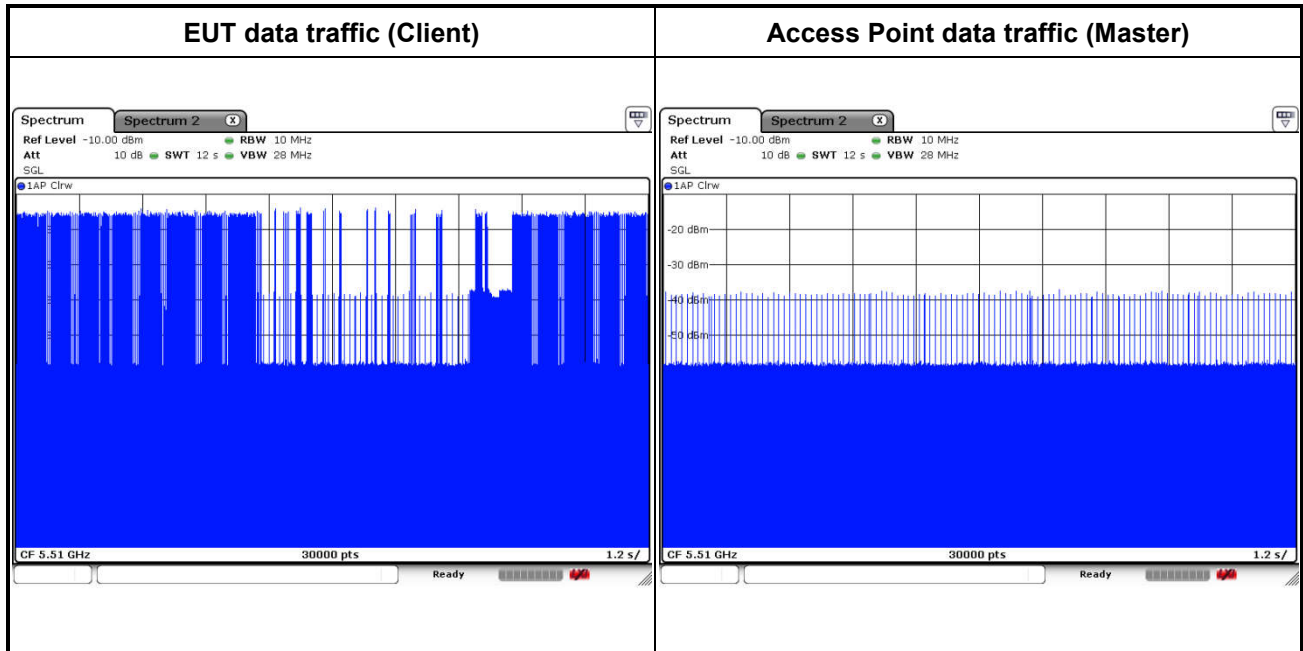 EUT data traffic (Client)
Access Point data traffic (Master)
Spectrum Spectrum 2 X
Ref Level -10.00 dBm RBW 10 MHz
Att 10 dB SWT 12 s VBW 28 MHz
SGL
1AP Clrw
CF 5.51 GHz 30000 pts 1.2 s/
Ready
Spectrum Spectrum 2 X
Ref Level -10.00 dBm RBW 10 MHz
Att 10 dB SWT 12 s VBW 28 MHz
SGL
1AP Clrw
-20 dBm
-30 dBm
-40 dBm
-50 dBm
CF 5.51 GHz 30000 pts 1.2 s/
Ready